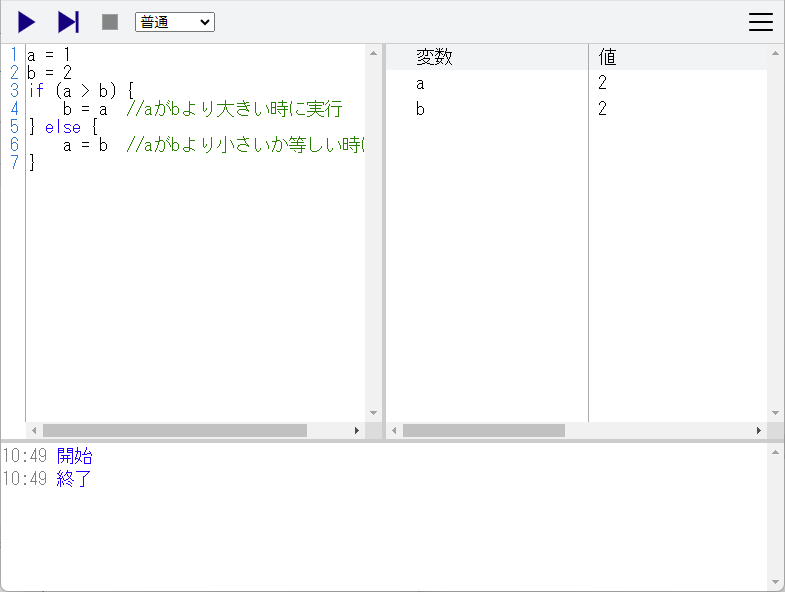 普通
1 a = 1
2 b = 2
3 if (a > b) {
4     b = a  //aがbより大きい時に実行
5 } else {
6     a = b  //aがbより小さいか等しい時に
7 }
変数 値
a 2
b 2
10:49 開始
10:49 終了